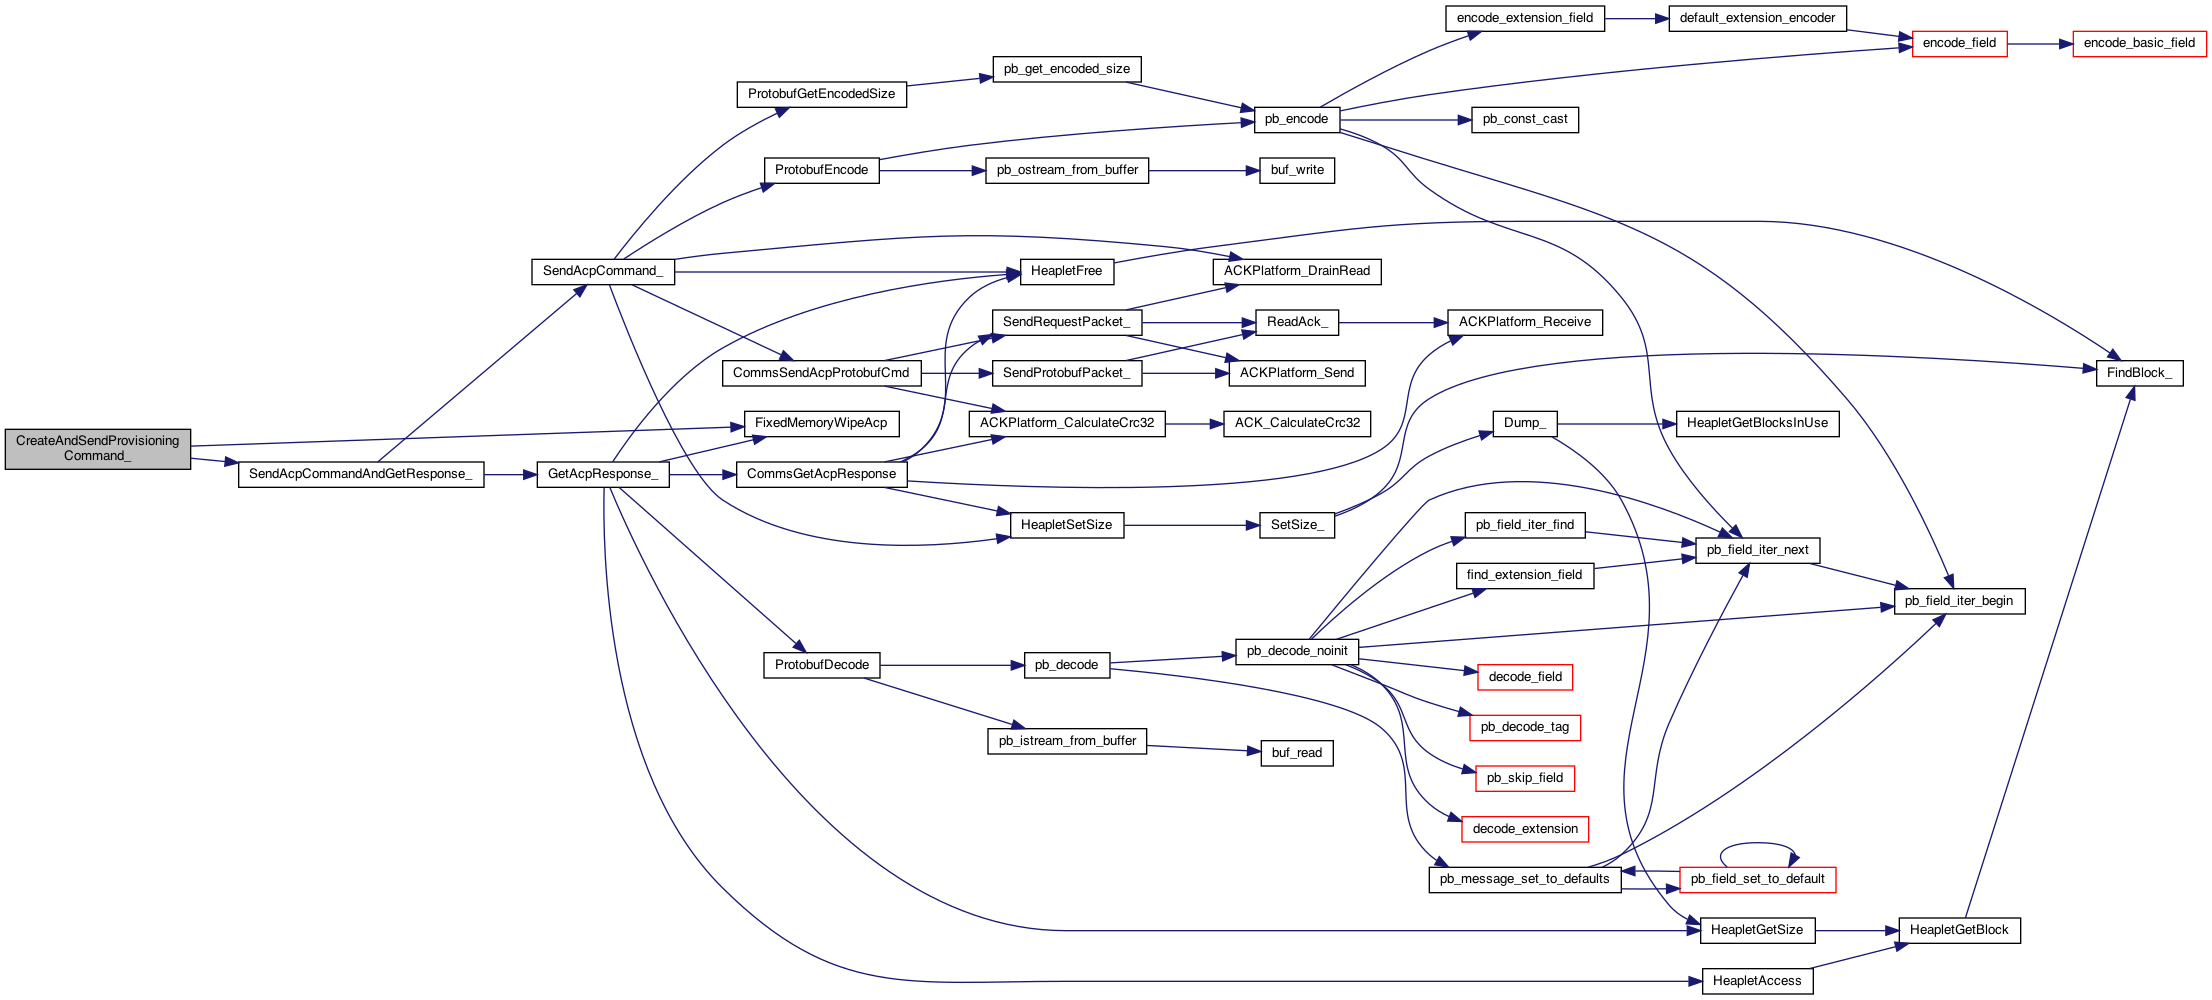 CreateAndSendProvisioning
Command_
SendAcpCommandAndGetResponse_
SendAcpCommand_
GetAcpResponse_
ProtobufGetEncodedSize
ProtobufEncode
CommsSendAcpProtobufCmd
FixedMemoryWipeAcp
CommsGetAcpResponse
ProtobufDecode
pb_get_encoded_size
pb_ostream_from_buffer
HeapletFree
SendRequestPacket_
SendProtobufPacket_
ACKPlatform_CalculateCrc32
HeapletSetSize
pb_decode
pb_istream_from_buffer
pb_encode
buf_write
ACKPlatform_DrainRead
ReadAck_
ACKPlatform_Send
ACK_CalculateCrc32
SetSize_
pb_decode_noinit
buf_read
encode_extension_field
pb_const_cast
ACKPlatform_Receive
Dump_
pb_field_iter_find
find_extension_field
decode_field
pb_decode_tag
pb_skip_field
decode_extension
pb_message_set_to_defaults
default_extension_encoder
HeapletGetBlocksInUse
pb_field_iter_next
pb_field_set_to_default
HeapletGetSize
HeapletAccess
encode_field
pb_field_iter_begin
HeapletGetBlock
encode_basic_field
FindBlock_